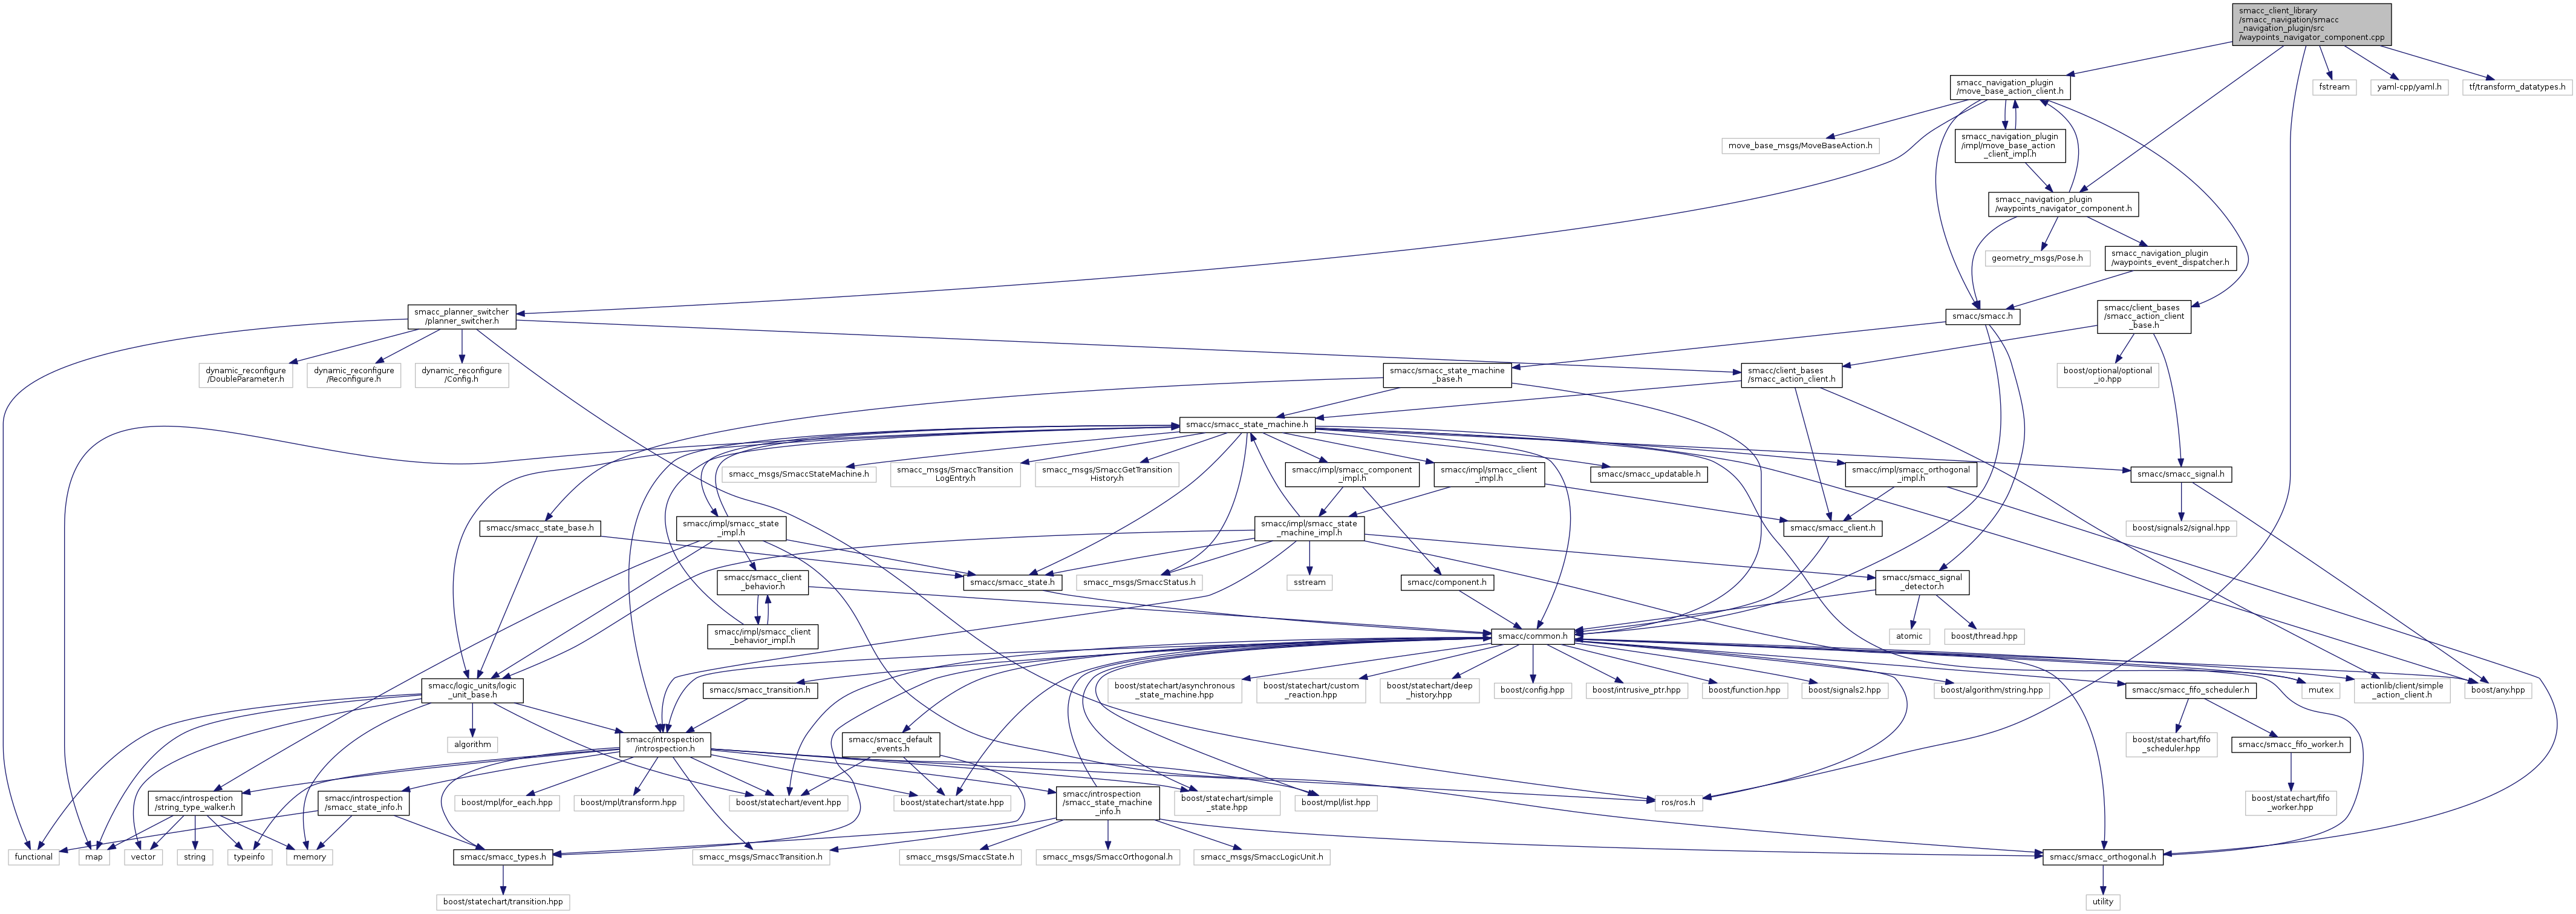 smacc_client_library
/smacc_navigation/smacc
_navigation_plugin/src
/waypoints_navigator_component.cpp
smacc_navigation_plugin
/move_base_action_client.h
fstream
yaml-cpp/yaml.h
tf/transform_datatypes.h
move_base_msgs/MoveBaseAction.h
smacc_navigation_plugin
/impl/move_base_action
_client_impl.h
smacc_navigation_plugin
/waypoints_navigator_component.h
geometry_msgs/Pose.h
smacc_navigation_plugin
/waypoints_event_dispatcher.h
smacc_planner_switcher
/planner_switcher.h
smacc/smacc.h
smacc/client_bases
/smacc_action_client
_base.h
dynamic_reconfigure
/DoubleParameter.h
dynamic_reconfigure
/Reconfigure.h
dynamic_reconfigure
/Config.h
smacc/smacc_state_machine
_base.h
smacc/client_bases
/smacc_action_client.h
boost/optional/optional
_io.hpp
smacc/smacc_state_machine.h
smacc_msgs/SmaccStateMachine.h
smacc_msgs/SmaccTransition
LogEntry.h
smacc_msgs/SmaccGetTransition
History.h
smacc/impl/smacc_component
_impl.h
smacc/impl/smacc_client
_impl.h
smacc/smacc_updatable.h
smacc/impl/smacc_orthogonal
_impl.h
smacc/smacc_signal.h
smacc/smacc_state_base.h
smacc/impl/smacc_state
_impl.h
smacc/impl/smacc_state
_machine_impl.h
smacc/smacc_client.h
boost/signals2/signal.hpp
smacc/smacc_client
_behavior.h
smacc/smacc_state.h
smacc_msgs/SmaccStatus.h
sstream
smacc/component.h
smacc/smacc_signal
_detector.h
smacc/impl/smacc_client
_behavior_impl.h
smacc/common.h
atomic
boost/thread.hpp
smacc/logic_units/logic
_unit_base.h
smacc/smacc_transition.h
boost/statechart/asynchronous
_state_machine.hpp
boost/statechart/custom
_reaction.hpp
boost/statechart/deep
_history.hpp
boost/config.hpp
boost/intrusive_ptr.hpp
boost/function.hpp
boost/signals2.hpp
boost/algorithm/string.hpp
smacc/smacc_fifo_scheduler.h
mutex
actionlib/client/simple
_action_client.h
boost/any.hpp
algorithm
smacc/introspection
/introspection.h
smacc/smacc_default
_events.h
boost/statechart/fifo
_scheduler.hpp
smacc/smacc_fifo_worker.h
smacc/introspection
/string_type_walker.h
smacc/introspection
/smacc_state_info.h
boost/mpl/for_each.hpp
boost/mpl/transform.hpp
boost/statechart/event.hpp
boost/statechart/state.hpp
smacc/introspection
/smacc_state_machine
_info.h
boost/statechart/simple
_state.hpp
boost/mpl/list.hpp
ros/ros.h
boost/statechart/fifo
_worker.hpp
functional
map
vector
string
typeinfo
memory
smacc/smacc_types.h
smacc_msgs/SmaccTransition.h
smacc_msgs/SmaccState.h
smacc_msgs/SmaccOrthogonal.h
smacc_msgs/SmaccLogicUnit.h
smacc/smacc_orthogonal.h
boost/statechart/transition.hpp
utility